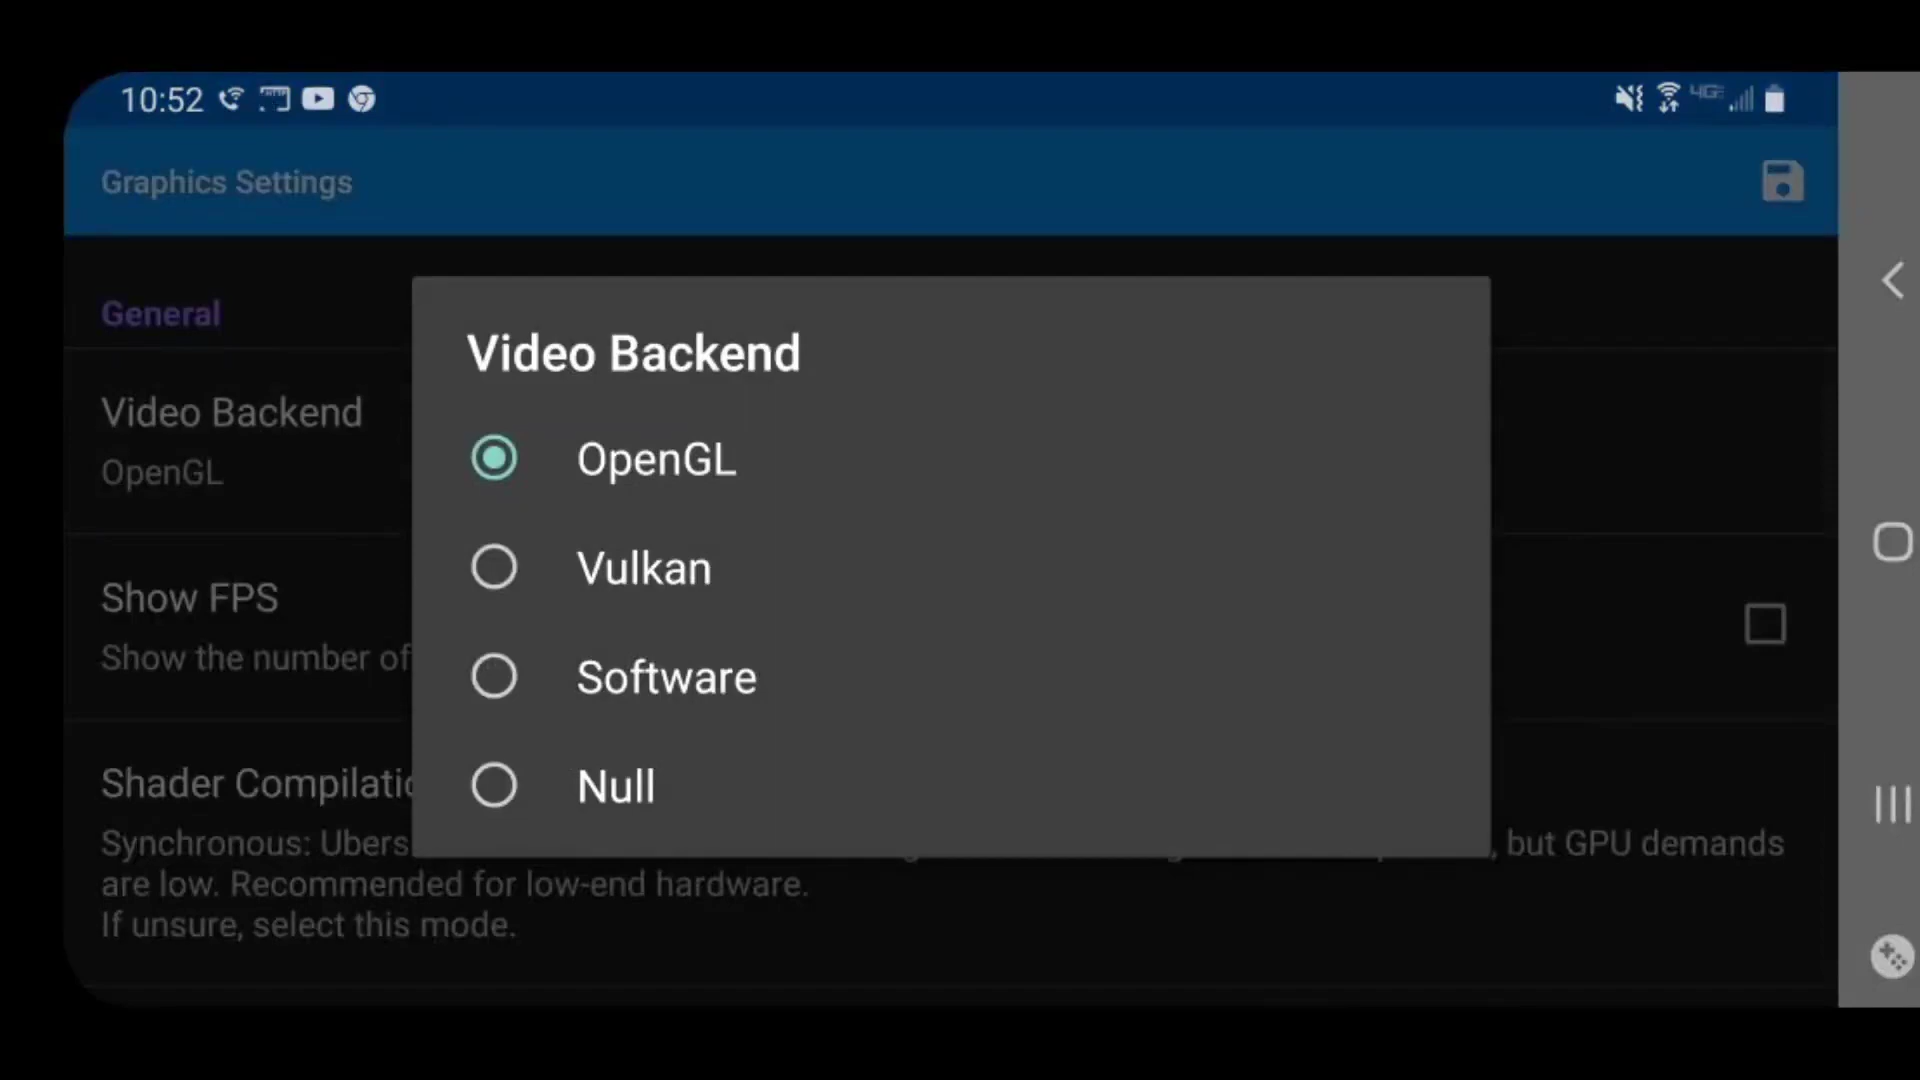 10:52
4GE
Graphics Settings
General
Video Backend
OpenGL
Show FPS
Show the number of
Shader Compilatio
Synchronous: Ubers
, but GPU demands
are low. Recommended for low-end hardware.
If unsure, select this mode.
Video Backend
OpenGL
Vulkan
Software
Null